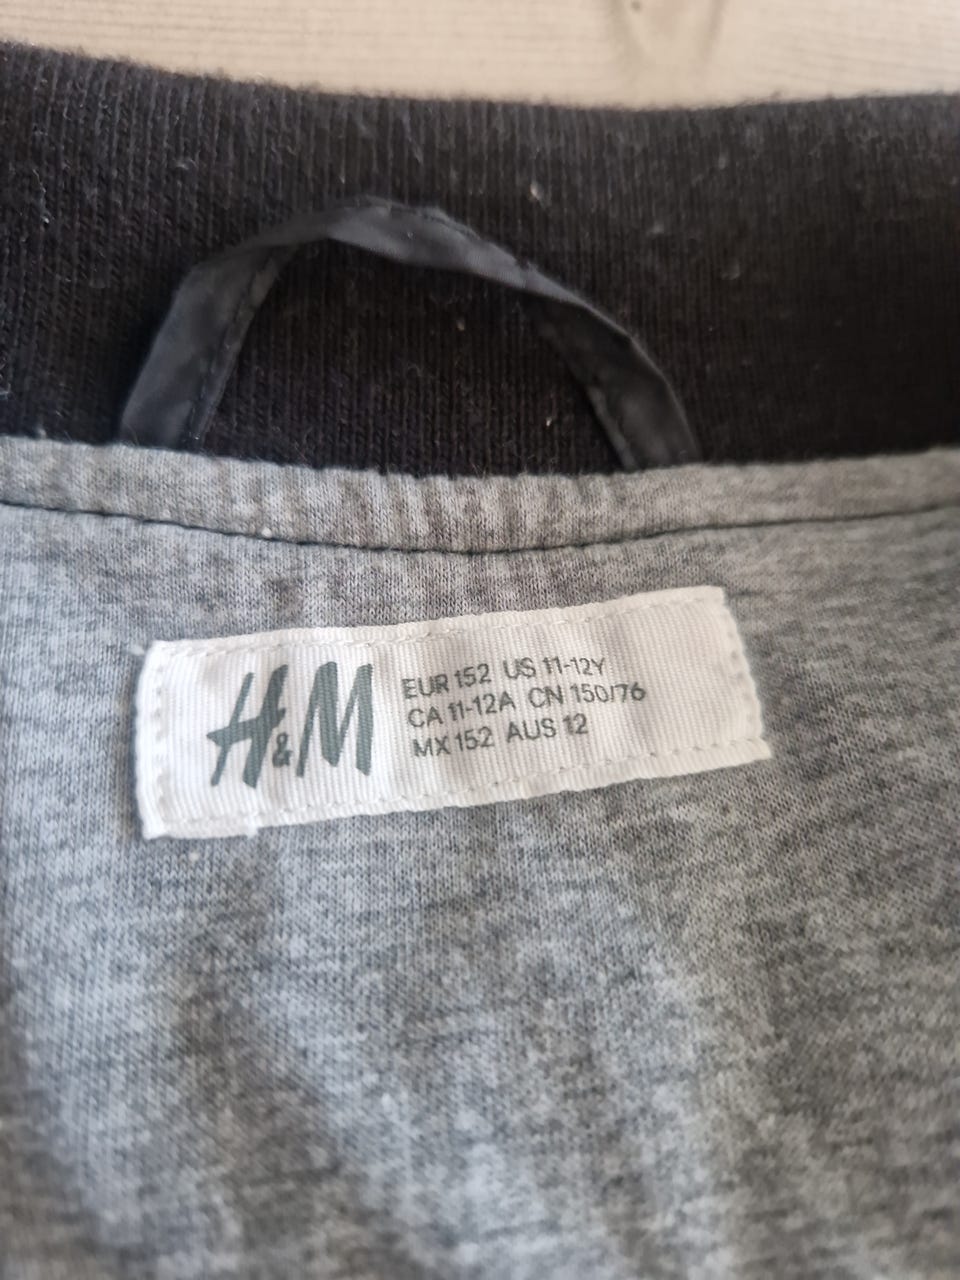 H&M
EUR 152 US 11-12Y
CA 11-12A CN 150/76
MX 152 AUS 12